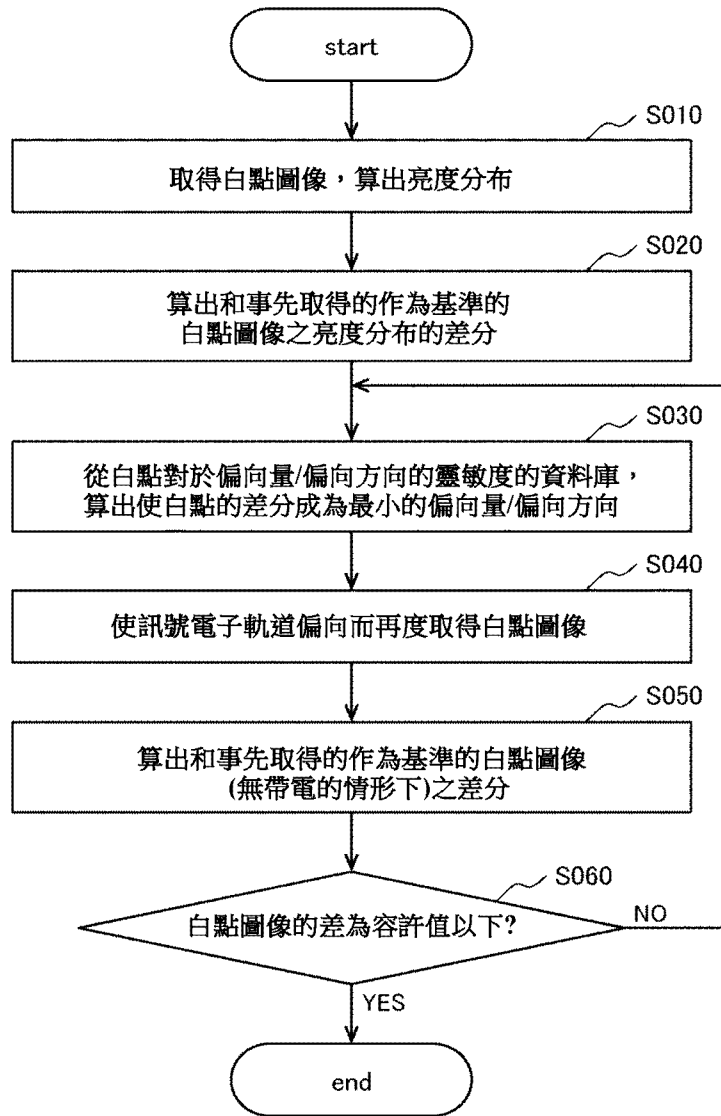 start
S010
取得白點圖像，算出亮度分布
S020
算出和事先取得的作為基準的
白點圖像之亮度分布的差分
S030
從白點對於偏向量/偏向方向的靈敏度的資料庫，
算出使白點的差分成為最小的偏向量/偏向方向
S040
使訊號電子軌道偏向而再度取得白點圖像
S050
算出和事先取得的作為基準的白點圖像
(無帶電的情形下)之差分
S060
白點圖像的差為容許值以下?
NO
YES
end